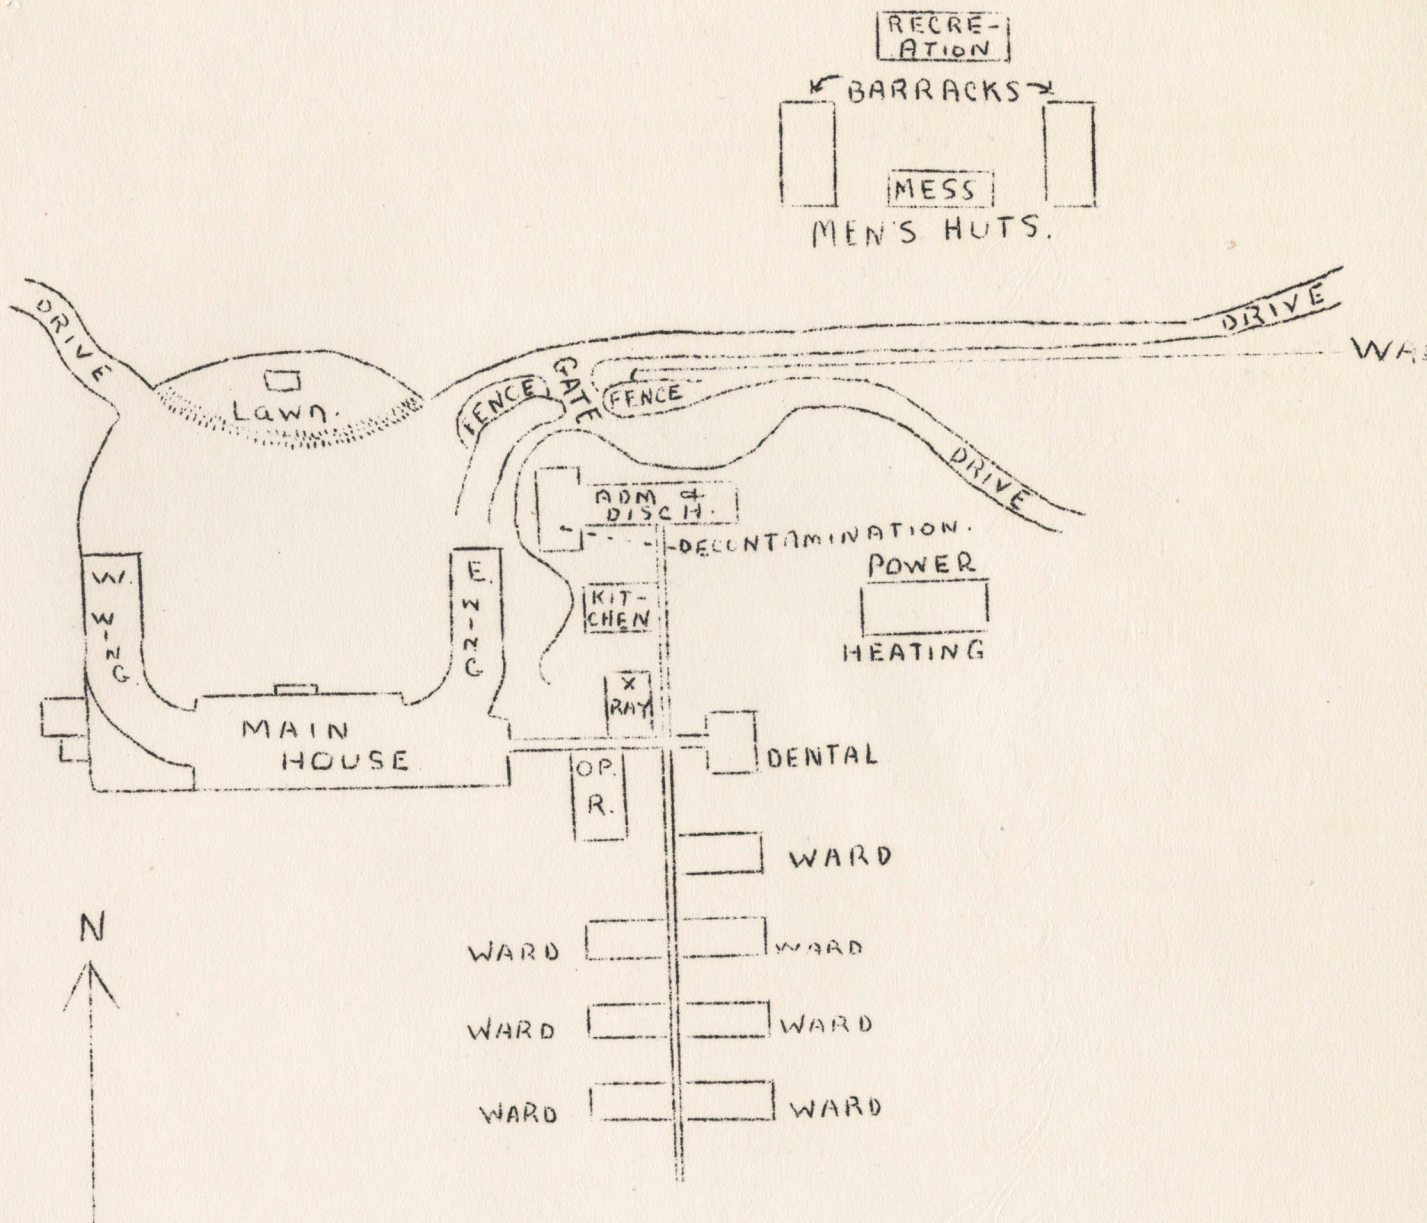 RECRE-
ATION
BARRACKS
MESS
MEN'S HUTS.
DRIVE
DRIVE
Lawn.
FENCE
GATE
FENCE
DRIVE
ADM &
DISCH.
DECONTAMINATION.
POWER
HEATING
W. WING
E. WING
KIT-
CHEN
X
RAY
MAIN
HOUSE
DENTAL
OP.
R.
WARD
N
WARD WARD
WARD WARD
WARD WARD